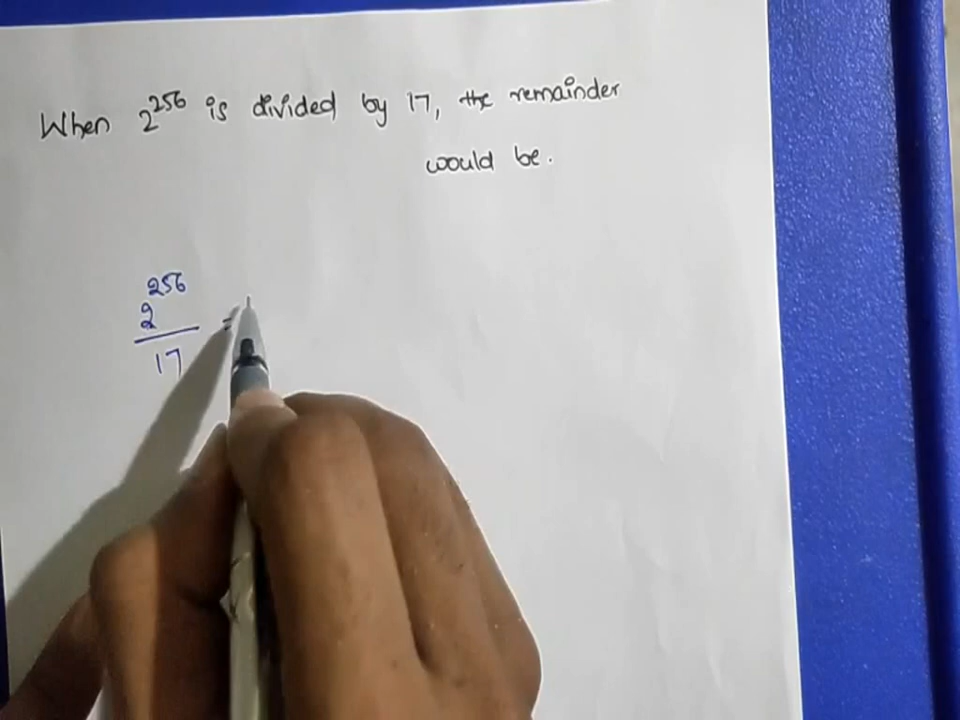 When 2^256 is divided by 17, the remainder
would be.
2^256
17
=